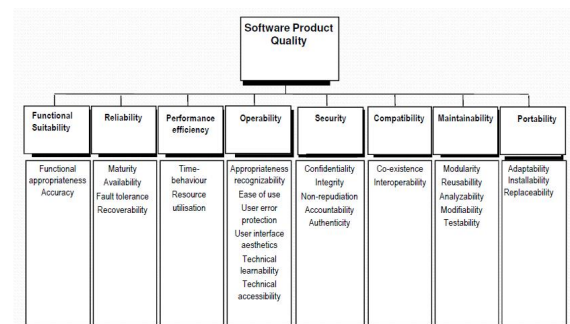 Software Product
Quality
Functional
Suitability
Reliability
Performance
efficiency
Operability
Security
Compatibility
Maintainability
Portability
Functional
appropriateness
Accuracy
Maturity
Availability
Fault tolerance
Recoverability
Time-
behaviour
Resource
utilisation
Appropriateness
recognizability
Ease of use
User error
protection
User interface
aesthetics
Technical
learnability
Technical
accessibility
Confidentiality
Integrity
Non-repudiation
Accountability
Authenticity
Co-existence
Interoperability
Modularity
Reusability
Analyzability
Modifiability
Testability
Adaptability
Installability
Replaceability